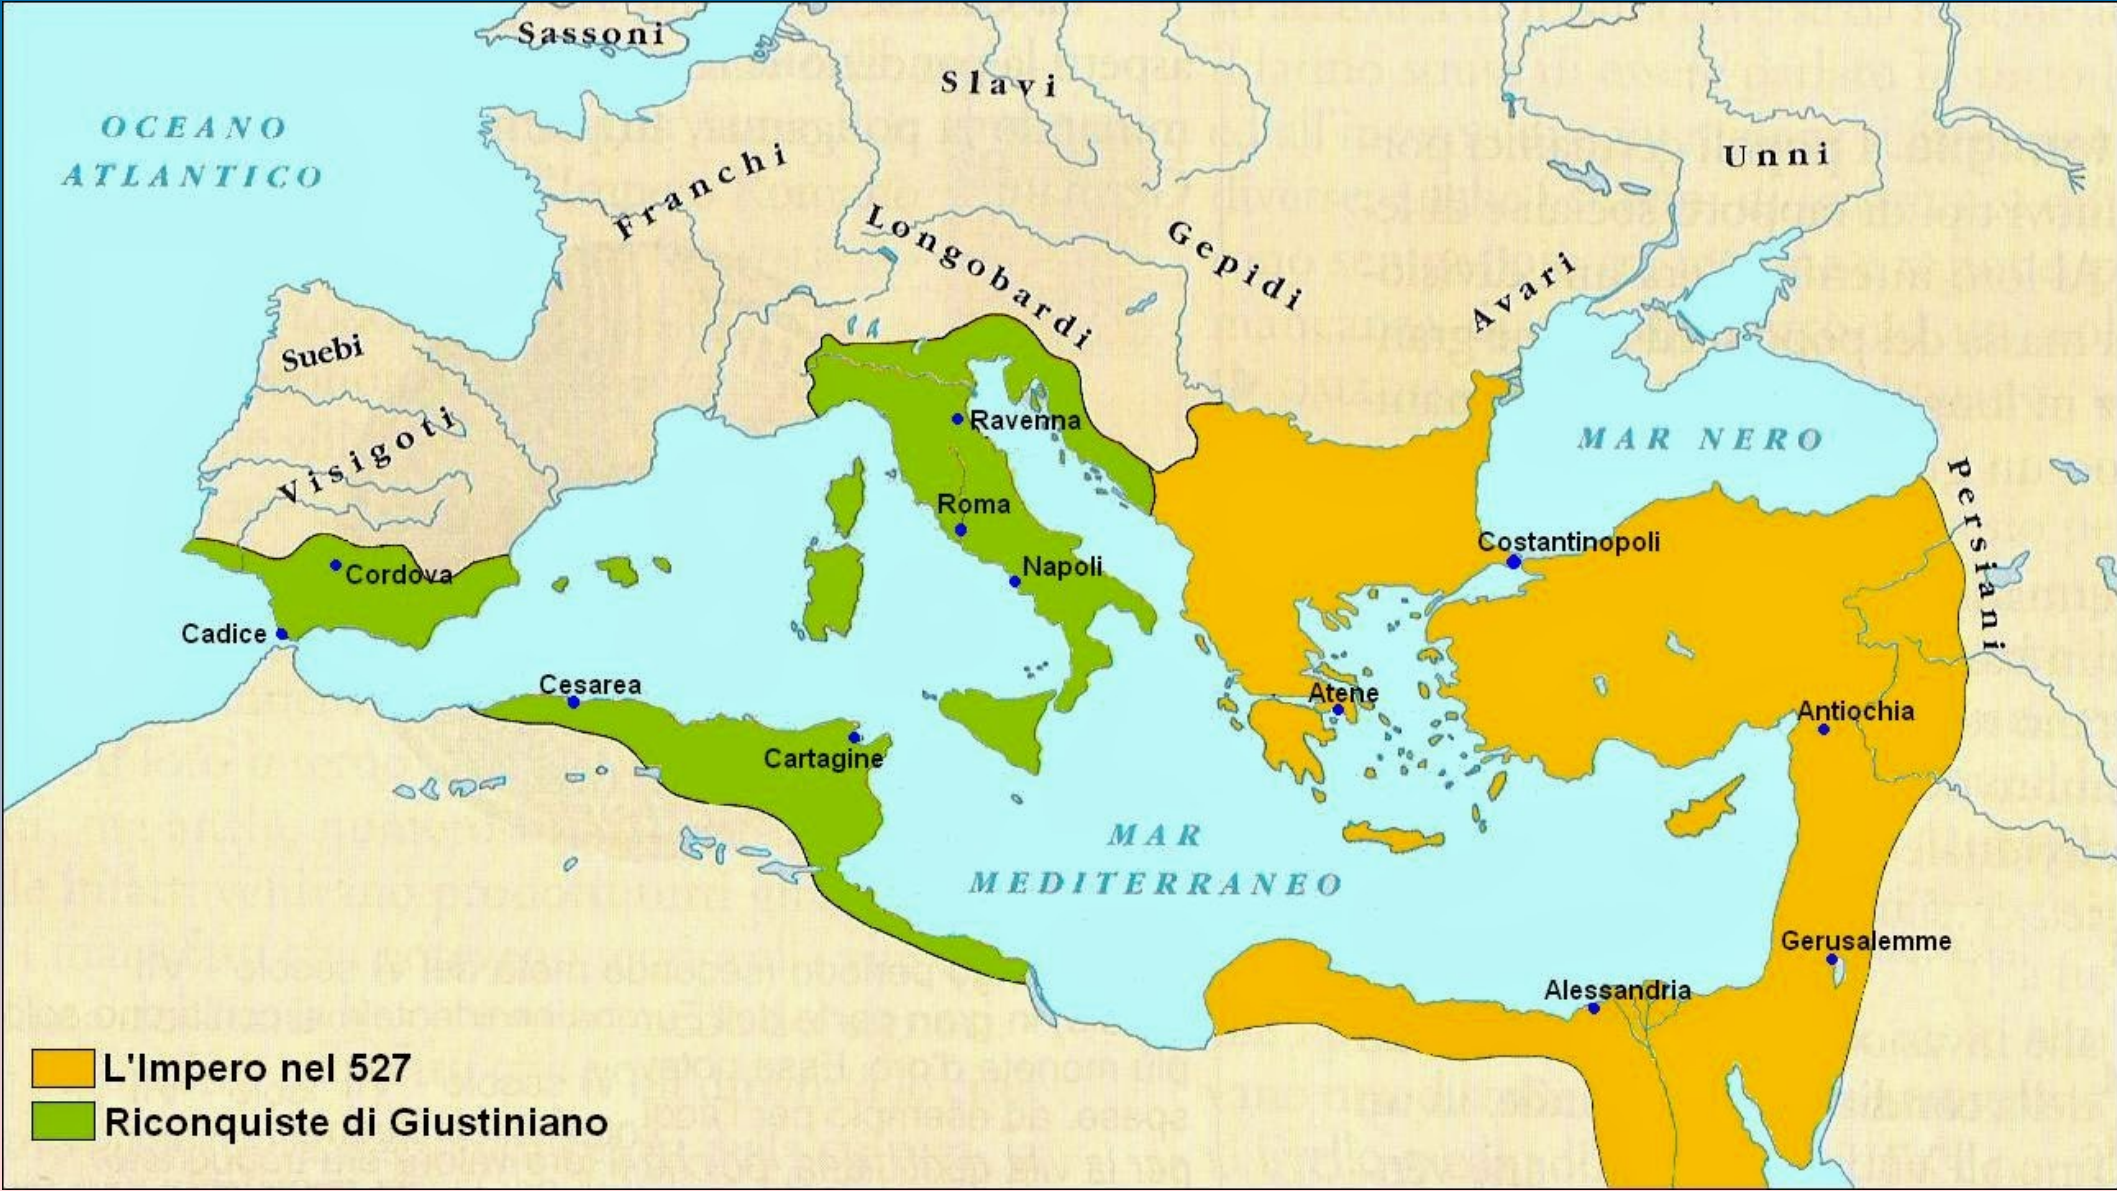 Sassoni
Slavi
OCEANO
ATLANTICO
Franchi
Unni
Longobardi
Gepidi
Avari
Suebi
Visigoti
Ravenna
MAR NERO
Persiani
Roma
Costantinopoli
Napoli
Cordova
Cadice
Cesarea
Atene
Antiochia
Cartagine
MAR
MEDITERRANEO
Gerusalemme
Alessandria
L'Impero nel 527
Riconquiste di Giustiniano